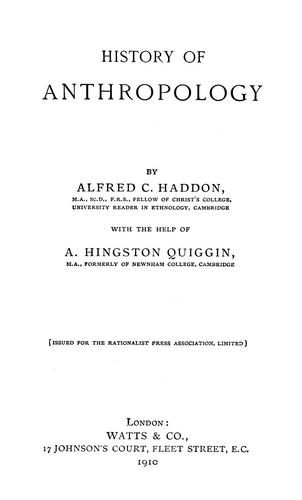 HISTORY OF
ANTHROPOLOGY
BY
ALFRED C. HADDON,
M.A., SC.D., F.R.S., FELLOW OF CHRIST'S COLLEGE,
UNIVERSITY READER IN ETHNOLOGY, CAMBRIDGE
WITH THE HELP OF
A. HINGSTON QUIGGIN,
M.A., FORMERLY OF NEWNHAM COLLEGE, CAMBRIDGE
[ISSUED FOR THE RATIONALIST PRESS ASSOCIATION, LIMITED]
LONDON:
WATTS & CO.,
17 JOHNSON'S COURT, FLEET STREET, E.C.
1910